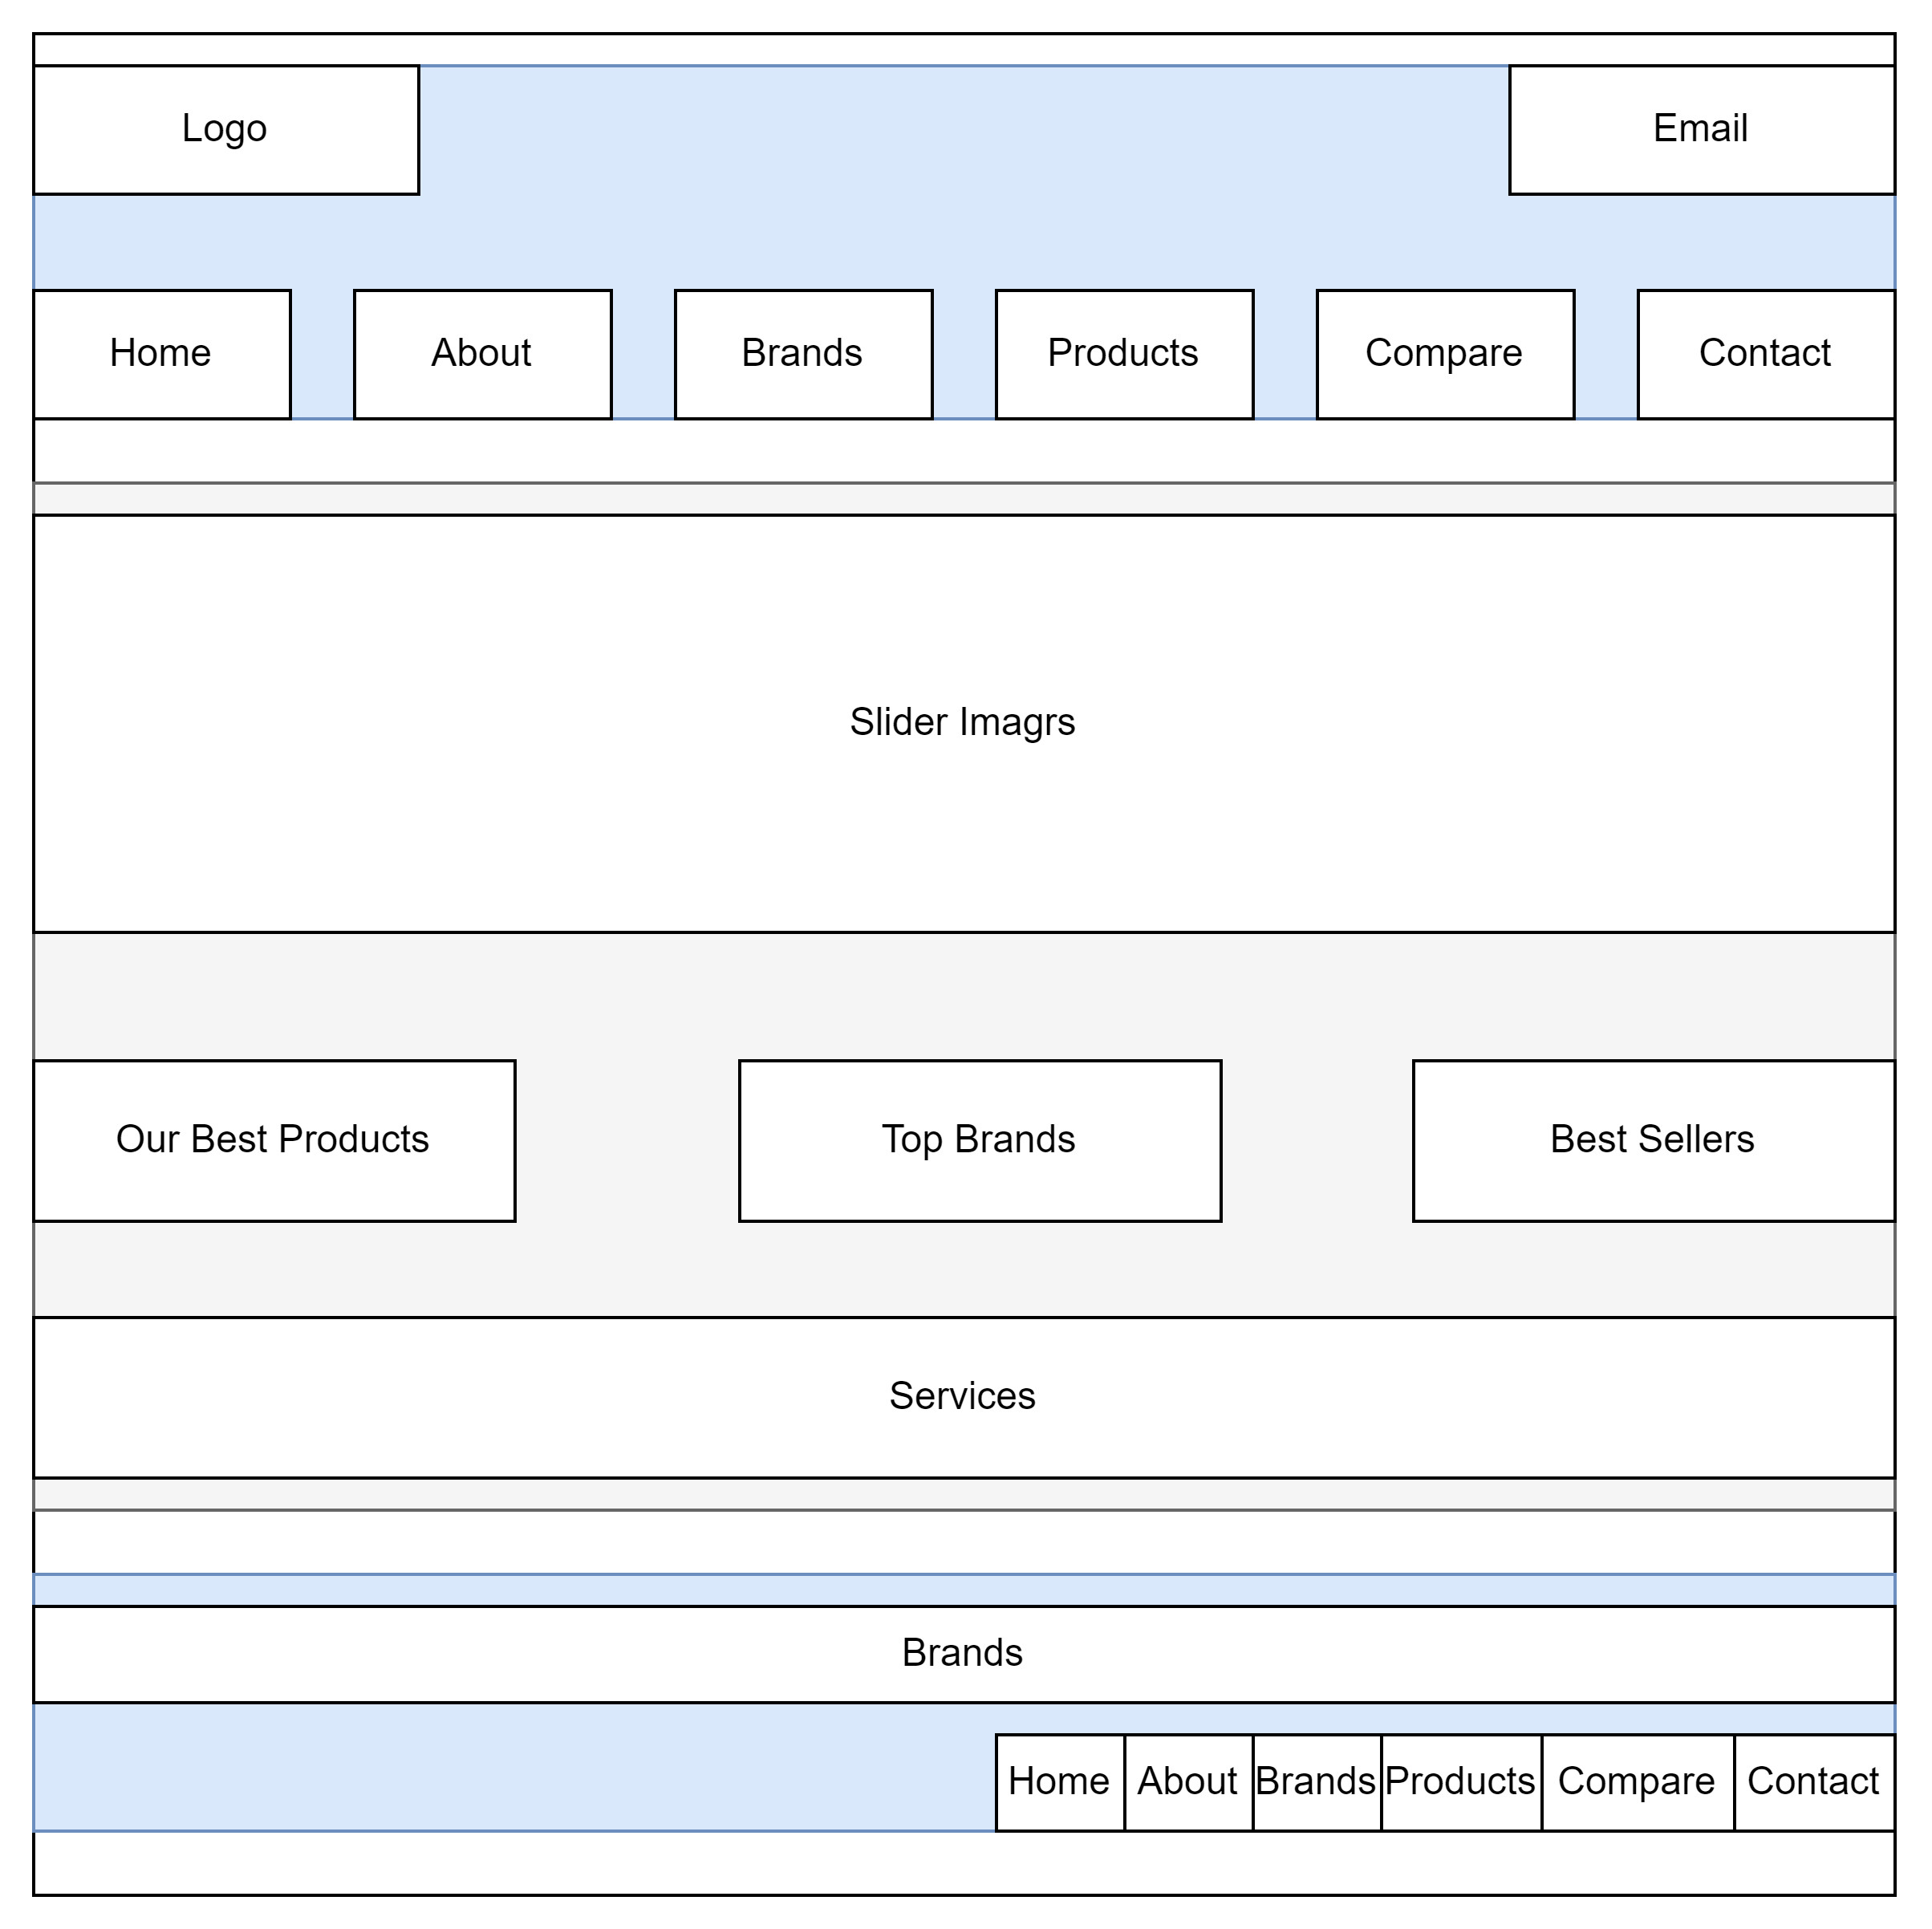 Logo
Email
Home
About
Brands
Products
Compare
Contact
Slider Imagrs
Our Best Products
Top Brands
Best Sellers
Services
Brands
Home
About
Brands
Products
Compare
Contact